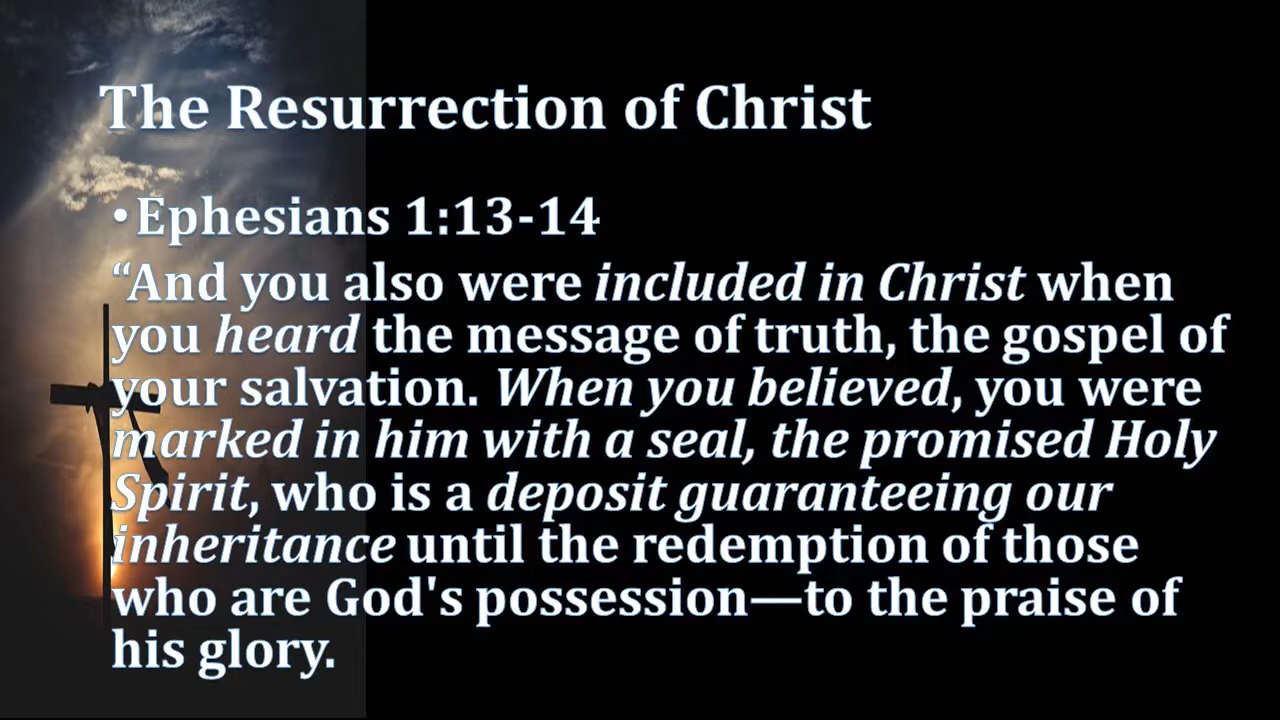 The Resurrection of Christ
•Ephesians 1:13-14
“And you also were included in Christ when
you heard the message of truth, the gospel of
your salvation. When you believed, you were
marked in him with a seal, the promised Holy
Spirit, who is a deposit guaranteeing our
inheritance until the redemption of those
who are God's possession—to the praise of
his glory.